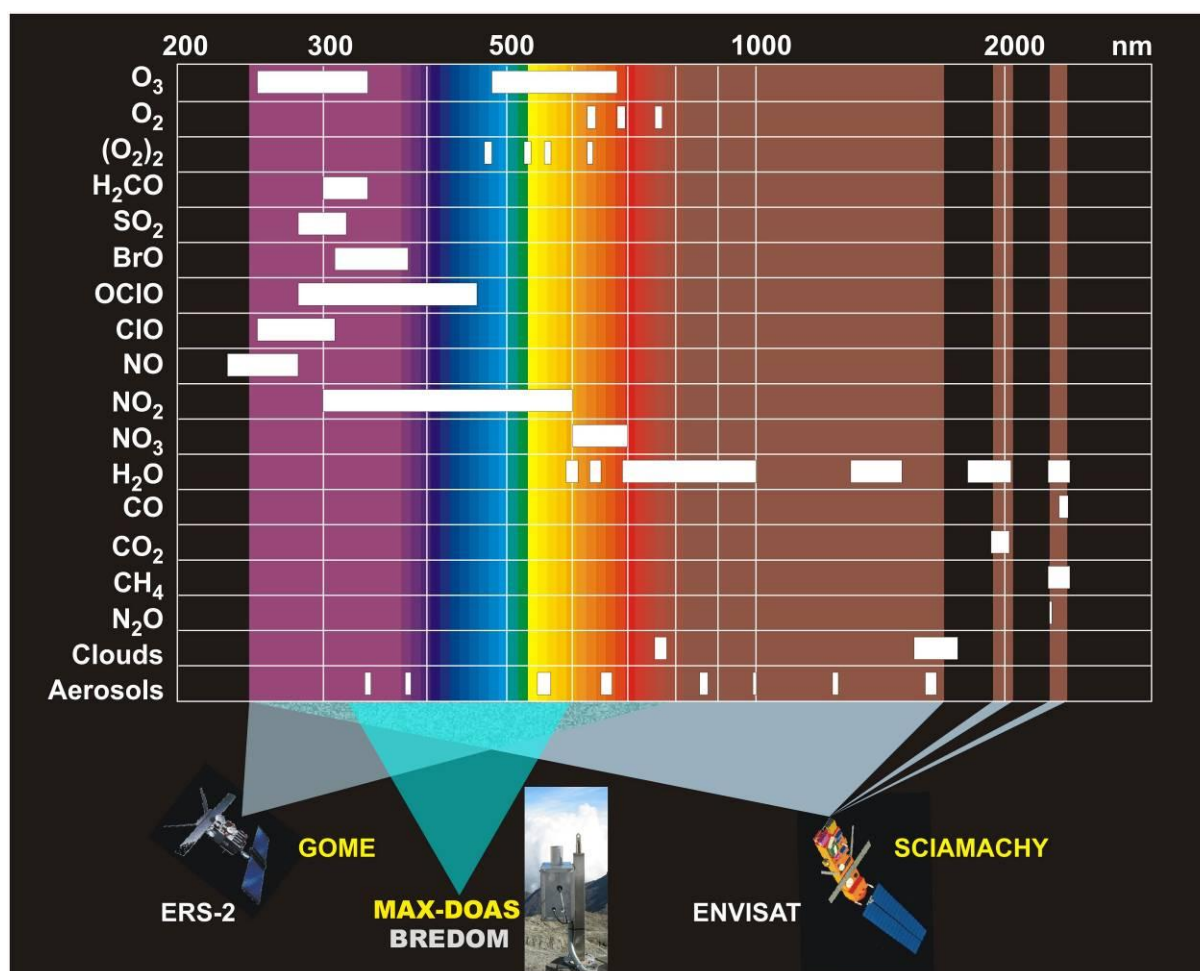 200 300 500 1000 2000 nm
O₃
O₂
(O₂)₂
H₂CO
SO₂
BrO
OClO
ClO
NO
NO₂
NO₃
H₂O
CO
CO₂
CH₄
N₂O
Clouds
Aerosols
GOME
SCIAMACHY
ERS-2
MAX-DOAS
BREDOM
ENVISAT